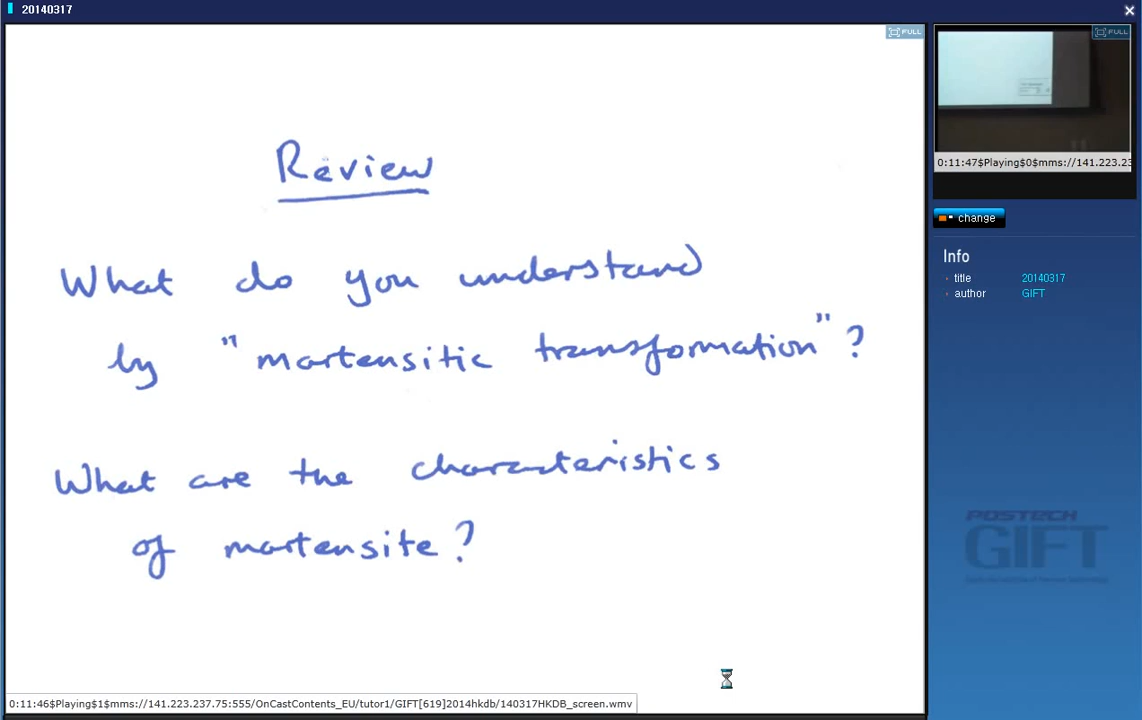 20140317
FULL
Review
What do you understand
by "martensitic transformation"?
What are the characteristics
of martensite?
0:11:46$Playing$1$mms://141.223.237.75:555/OnCastContents_EU/tutor1/GIFT[619]2014hkdb/140317HKDB_screen.wmv
FULL
0:11:47$Playing$0$mms://141.223.23
change
Info
title 20140317
author GIFT
POSTECH
GIFT